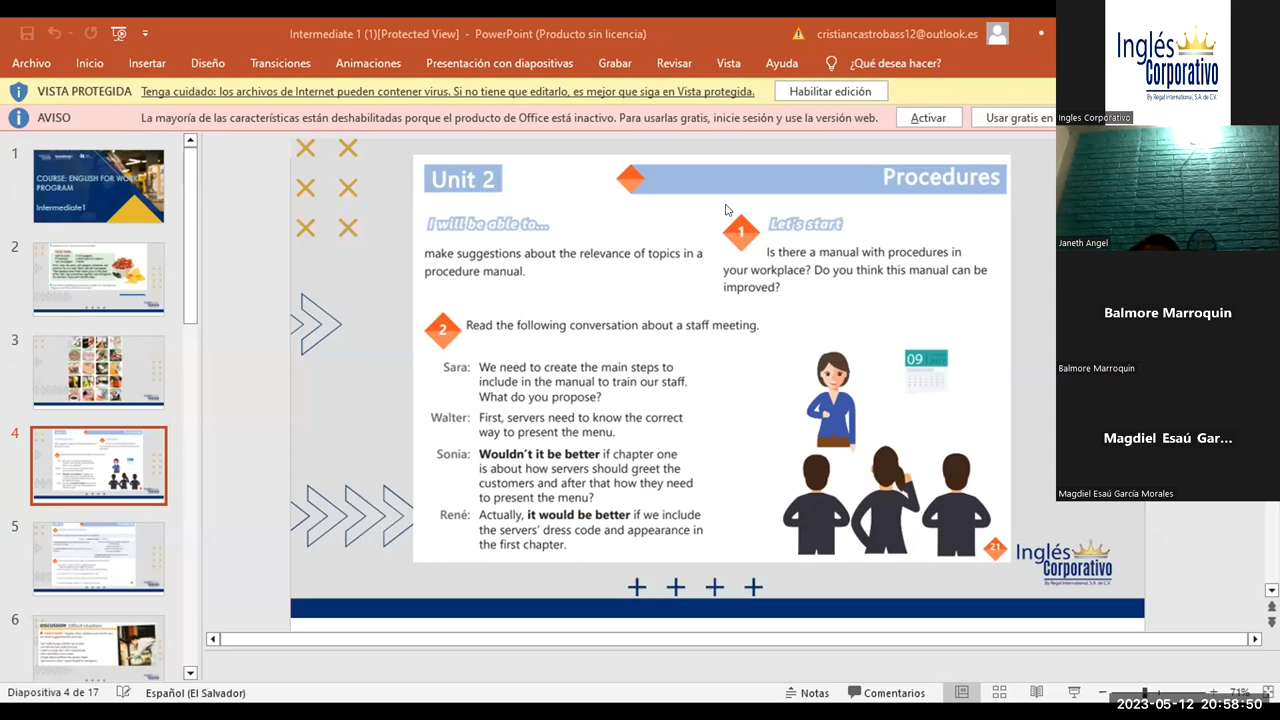 Intermediate 1 (1)[Protected View] - PowerPoint (Producto sin licencia)
cristiancastrobass12@outlook.es
Archivo Inicio Insertar Diseño Transiciones Animaciones Presentación con diapositivas Grabar Revisar Vista Ayuda ¿Qué desea hacer?
VISTA PROTEGIDA Tenga cuidado: los archivos de Internet pueden contener virus. Si no tiene que editarlo, es mejor que siga en Vista protegida. Habilitar edición
AVISO La mayoría de las características están deshabilitadas porque el producto de Office está inactivo. Para usarlas gratis, inicie sesión y use la versión web. Activar Usar gratis en
1
COURSE: ENGLISH FOR WORK
PROGRAM
Intermediate1
2
3
4
5
6
Unit 2
Procedures
I will be able to...
make suggestions about the relevance of topics in a
procedure manual.
1 Let's start
s there a manual with procedures in
your workplace? Do you think this manual can be
improved?
2 Read the following conversation about a staff meeting.
Sara: We need to create the main steps to
include in the manual to train our staff.
What do you propose?
Walter: First, servers need to know the correct
way to present the menu.
Sonia: Wouldn't it be better if chapter one
is about how servers should greet the
customers and after that how they need
to present the menu?
René: Actually, it would be better if we include
the servers' dress code and appearance in
the first chapter.
09
21
Inglés
Corporativo
By Regal International, S.A. de C.V.
Inglés
Corporativo
By Regal International, S.A. de C.V.
Ingles Corporativo
Janeth Angel
Balmore Marroquin
Balmore Marroquin
Magdiel Esaú Gar...
Magdiel Esaú García Morales
Diapositiva 4 de 17 Español (El Salvador) Notas Comentarios 71%
2023-05-12 20:58:50